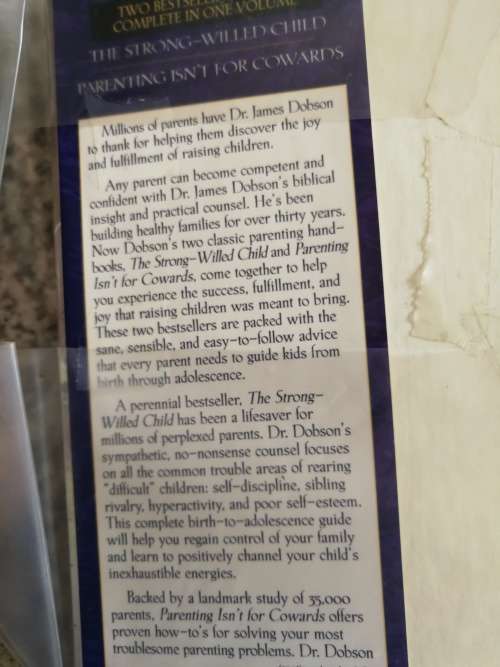 TWO BESTSEL
COMPLETE IN ONE VOLUME
THE STRONG-WILLED CHILD
PARENTING ISN'T FOR COWARDS
Millions of parents have Dr. James Dobson
to thank for helping them discover the joy
and fulfillment of raising children.
Any parent can become competent and
confident with Dr. James Dobson's biblical
insight and practical counsel. He's been
building healthy families for over thirty years.
Now Dobson's two classic parenting hand-
books, The Strong-Willed Child and Parenting
Isn't for Cowards, come together to help
you experience the success, fulfillment, and
joy that raising children was meant to bring.
These two bestsellers are packed with the
sane, sensible, and easy-to-follow advice
that every parent needs to guide kids from
birth through adolescence.
A perennial bestseller, The Strong-
Willed Child has been a lifesaver for
millions of perplexed parents. Dr. Dobson's
sympathetic, no-nonsense counsel focuses
on all the common trouble areas of rearing
"difficult" children: self-discipline, sibling
rivalry, hyperactivity, and poor self-esteem.
This complete birth-to-adolescence guide
will help you regain control of your family
and learn to positively channel your child's
inexhaustible energies.
Backed by a landmark study of 35,000
parents, Parenting Isn't for Cowards offers
proven how-to's for solving your most
troublesome parenting problems. Dr. Dobson